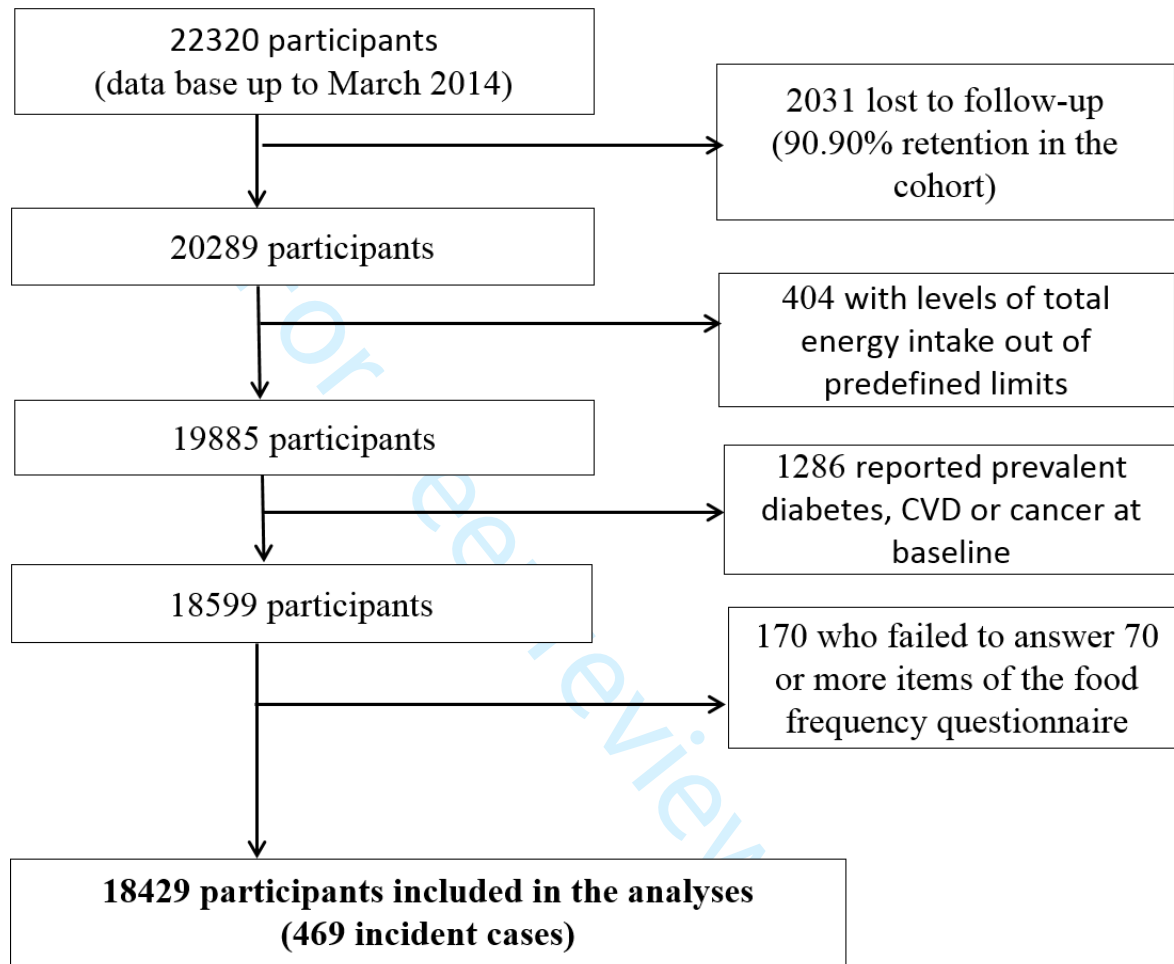 22320 participants
(data base up to March 2014)
2031 lost to follow-up
(90.90% retention in the
cohort)
20289 participants
404 with levels of total
energy intake out of
predefined limits
19885 participants
1286 reported prevalent
diabetes, CVD or cancer at
baseline
18599 participants
170 who failed to answer 70
or more items of the food
frequency questionnaire
18429 participants included in the analyses
(469 incident cases)